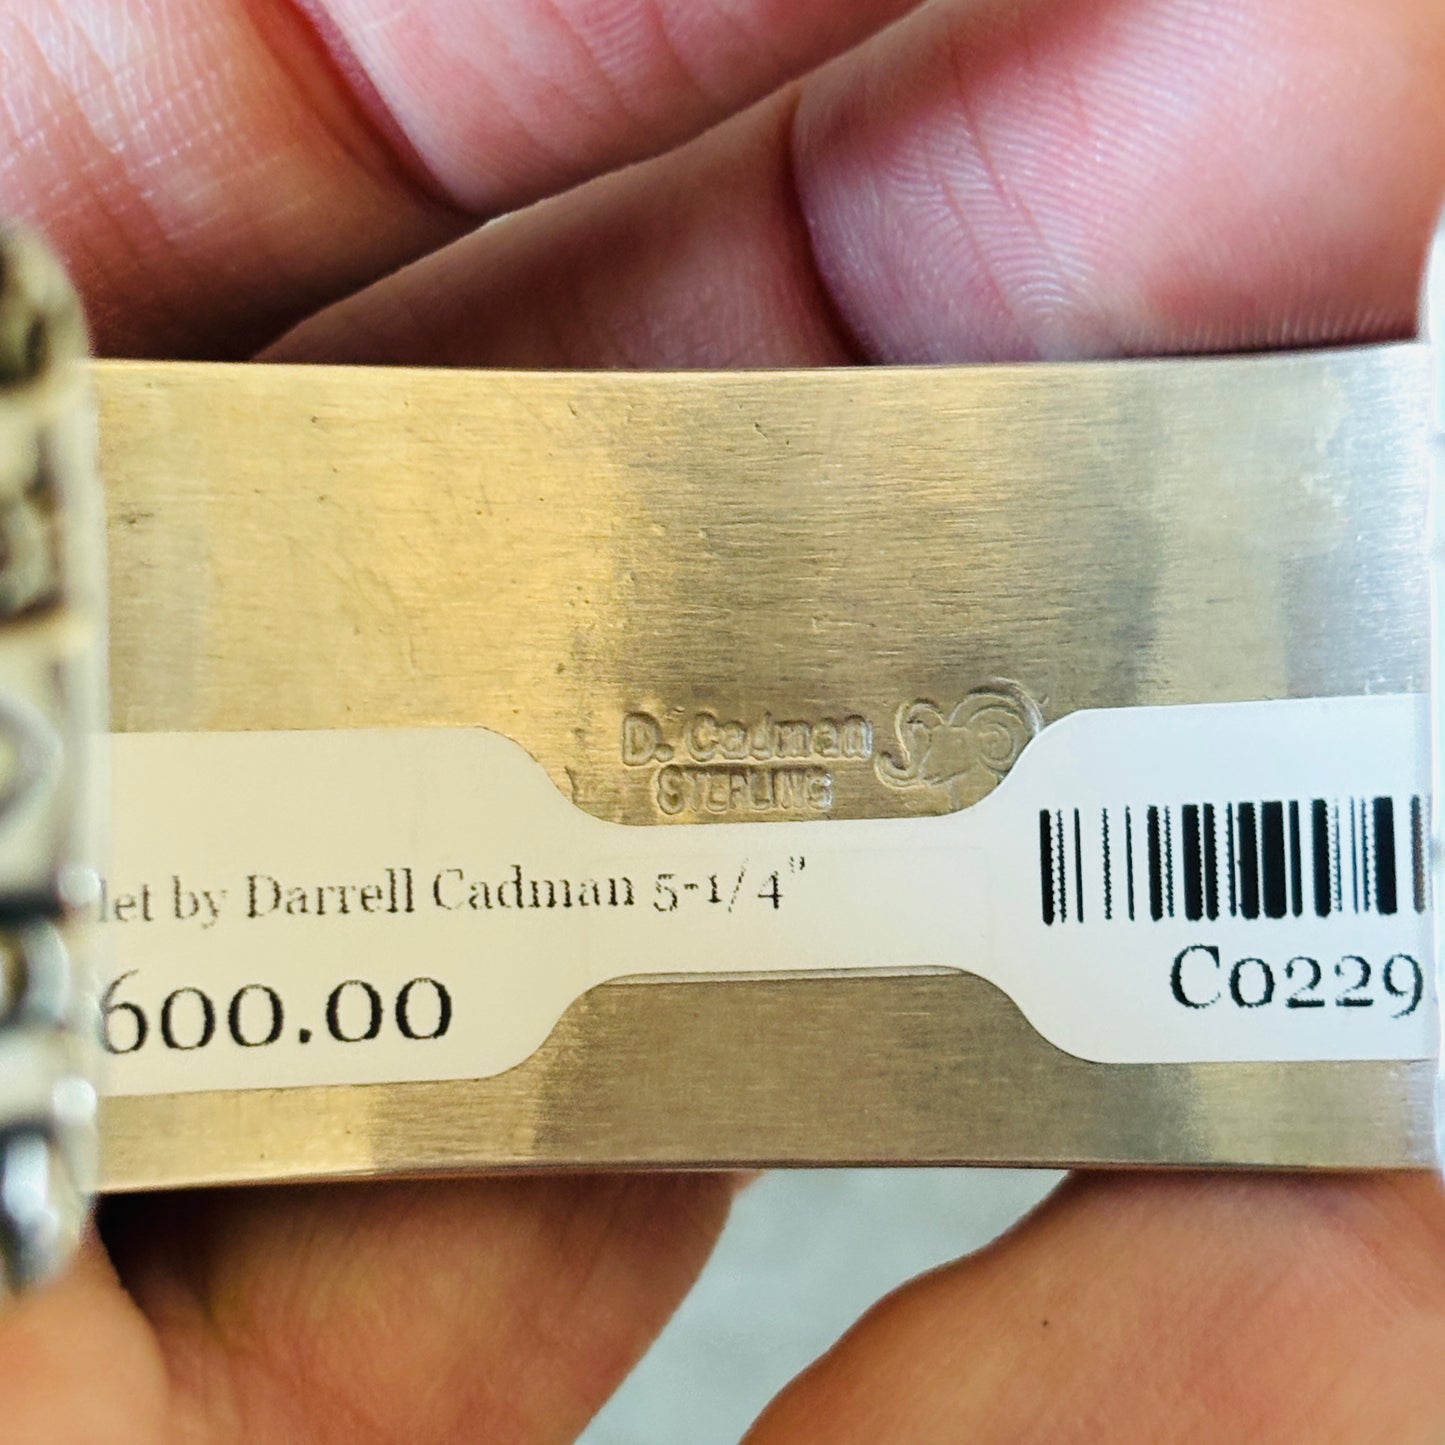 D. Cadman
STERLING
let by Darrell Cadman 5-1/4"
600.00
C0229